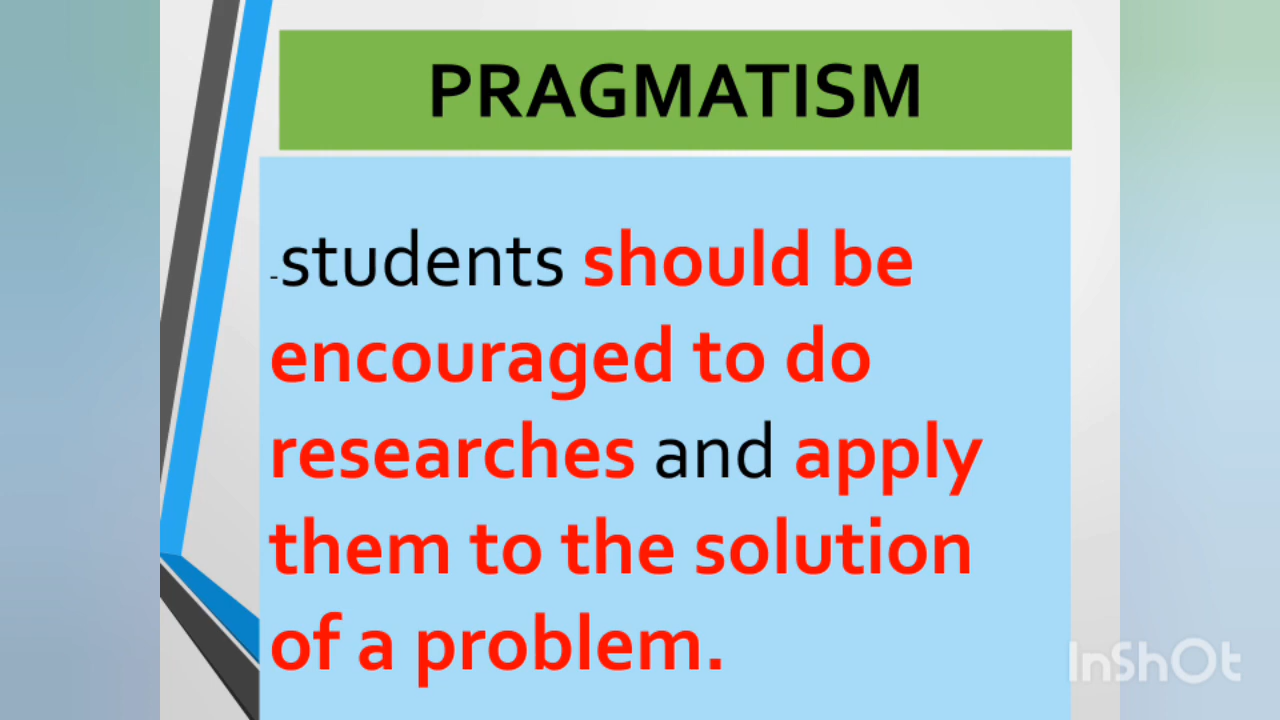 PRAGMATISM
-students should be
encouraged to do
researches and apply
them to the solution
of a problem.
InShOt